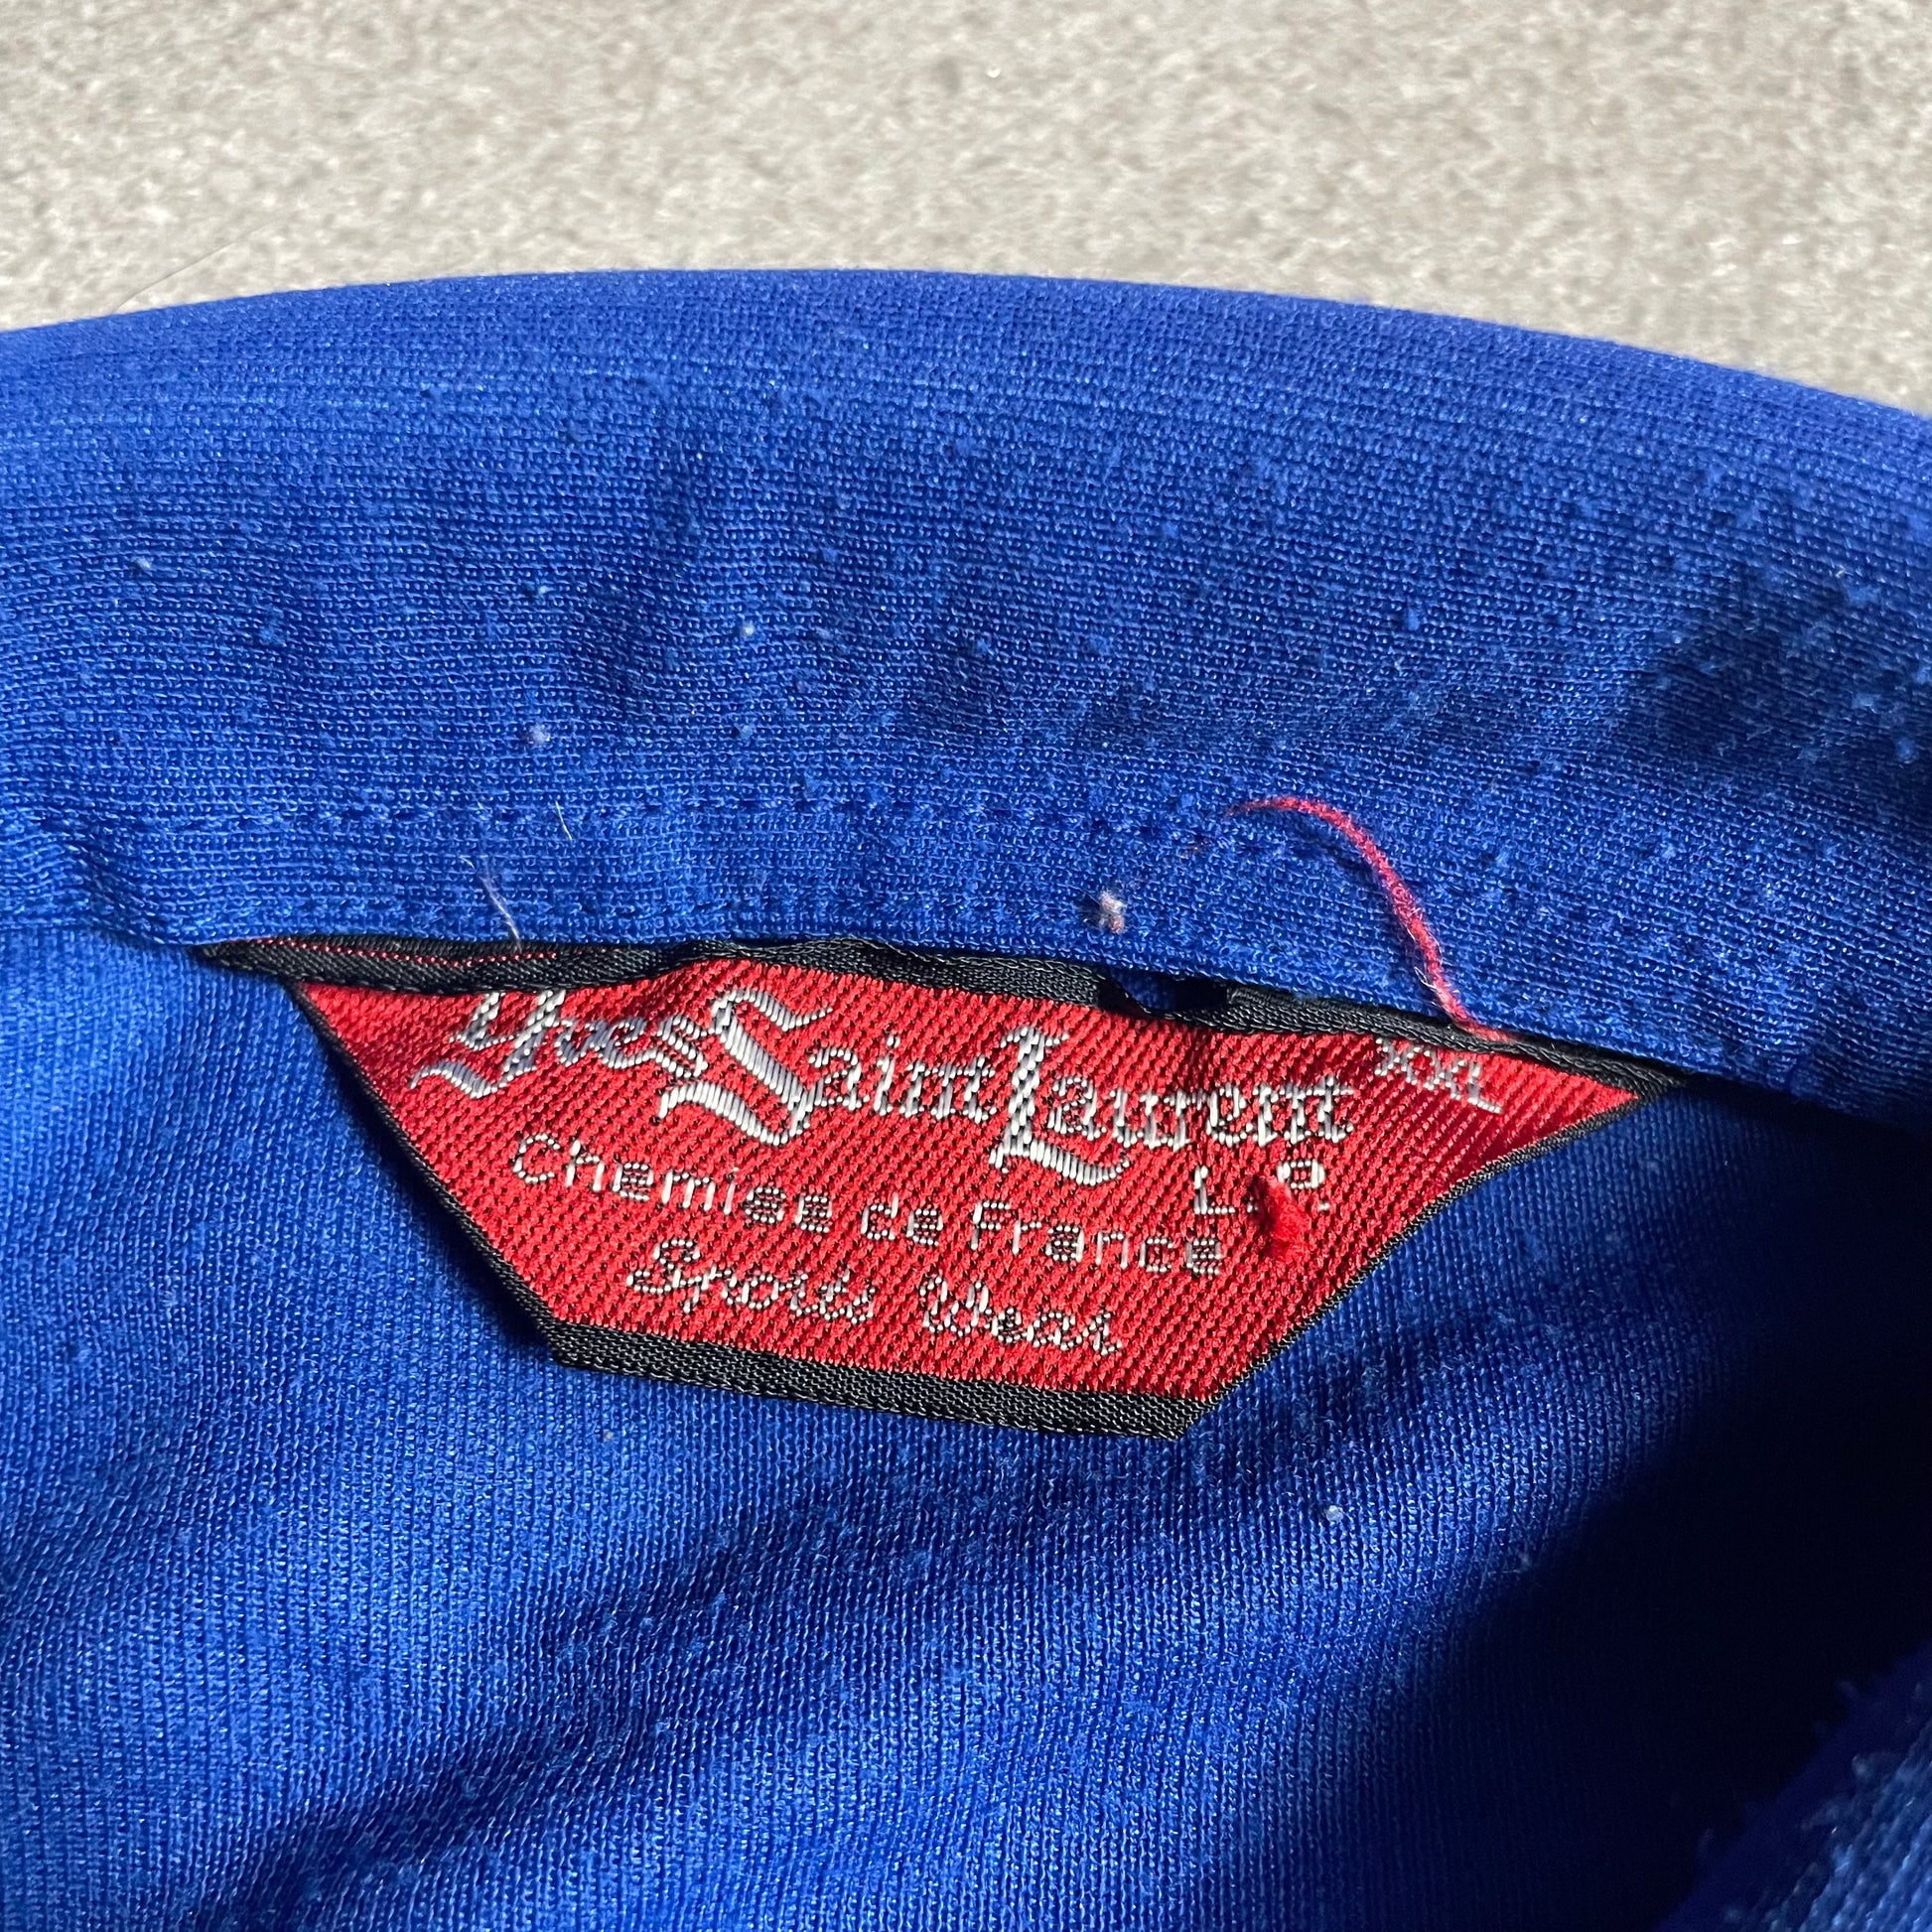 Yves Saint Laurent XXL
Chemise de France
Sports Wear